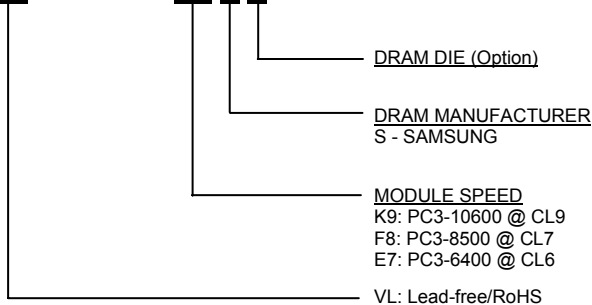 DRAM DIE (Option)
DRAM MANUFACTURER
S - SAMSUNG
MODULE SPEED
K9: PC3-10600 @ CL9
F8: PC3-8500 @ CL7
E7: PC3-6400 @ CL6
VL: Lead-free/RoHS